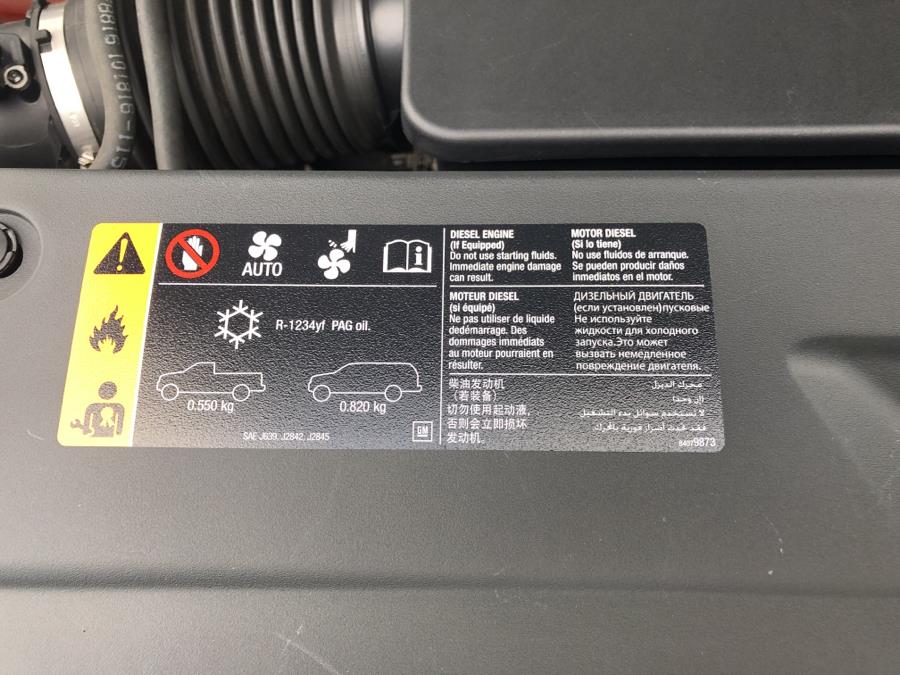 AUTO
R-1234yf PAG oil.
0.550 kg
0.820 kg
SAE J639, J2842, J2845
GM
DIESEL ENGINE
(If Equipped)
Do not use starting fluids.
Immediate engine damage
can result.
MOTOR DIESEL
(Si lo tiene)
No use fluidos de arranque.
Se pueden producir daños
inmediatos en el motor.
MOTEUR DIESEL
(si équipé)
Ne pas utiliser de liquide
dedémarrage. Des
dommages immédiats
au moteur pourraient en
résulter.
ДИЗЕЛЬНЫЙ ДВИГАТЕЛЬ
(если установлен)пусковые
Не используйте
жидкости для холодного
запуска.Это может
вызвать немедленное
повреждение двигателя.
柴油发动机
（若装备）
切勿使用起动液，
否则会立即损坏
发动机。
محرك الديزل
(إن وجد)
لا تستخدم سوائل بدء التشغيل
9873